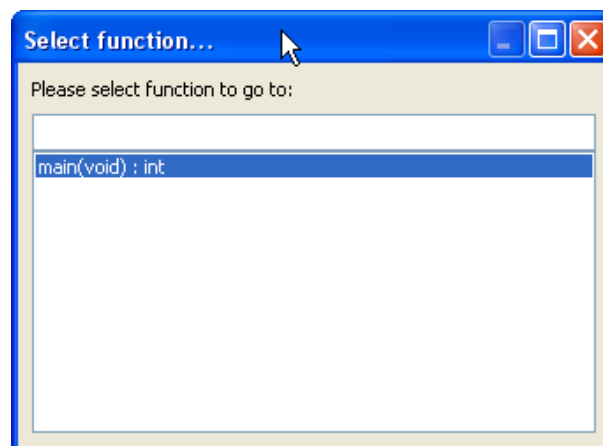 Select function...
Please select function to go to:
main(void) : int